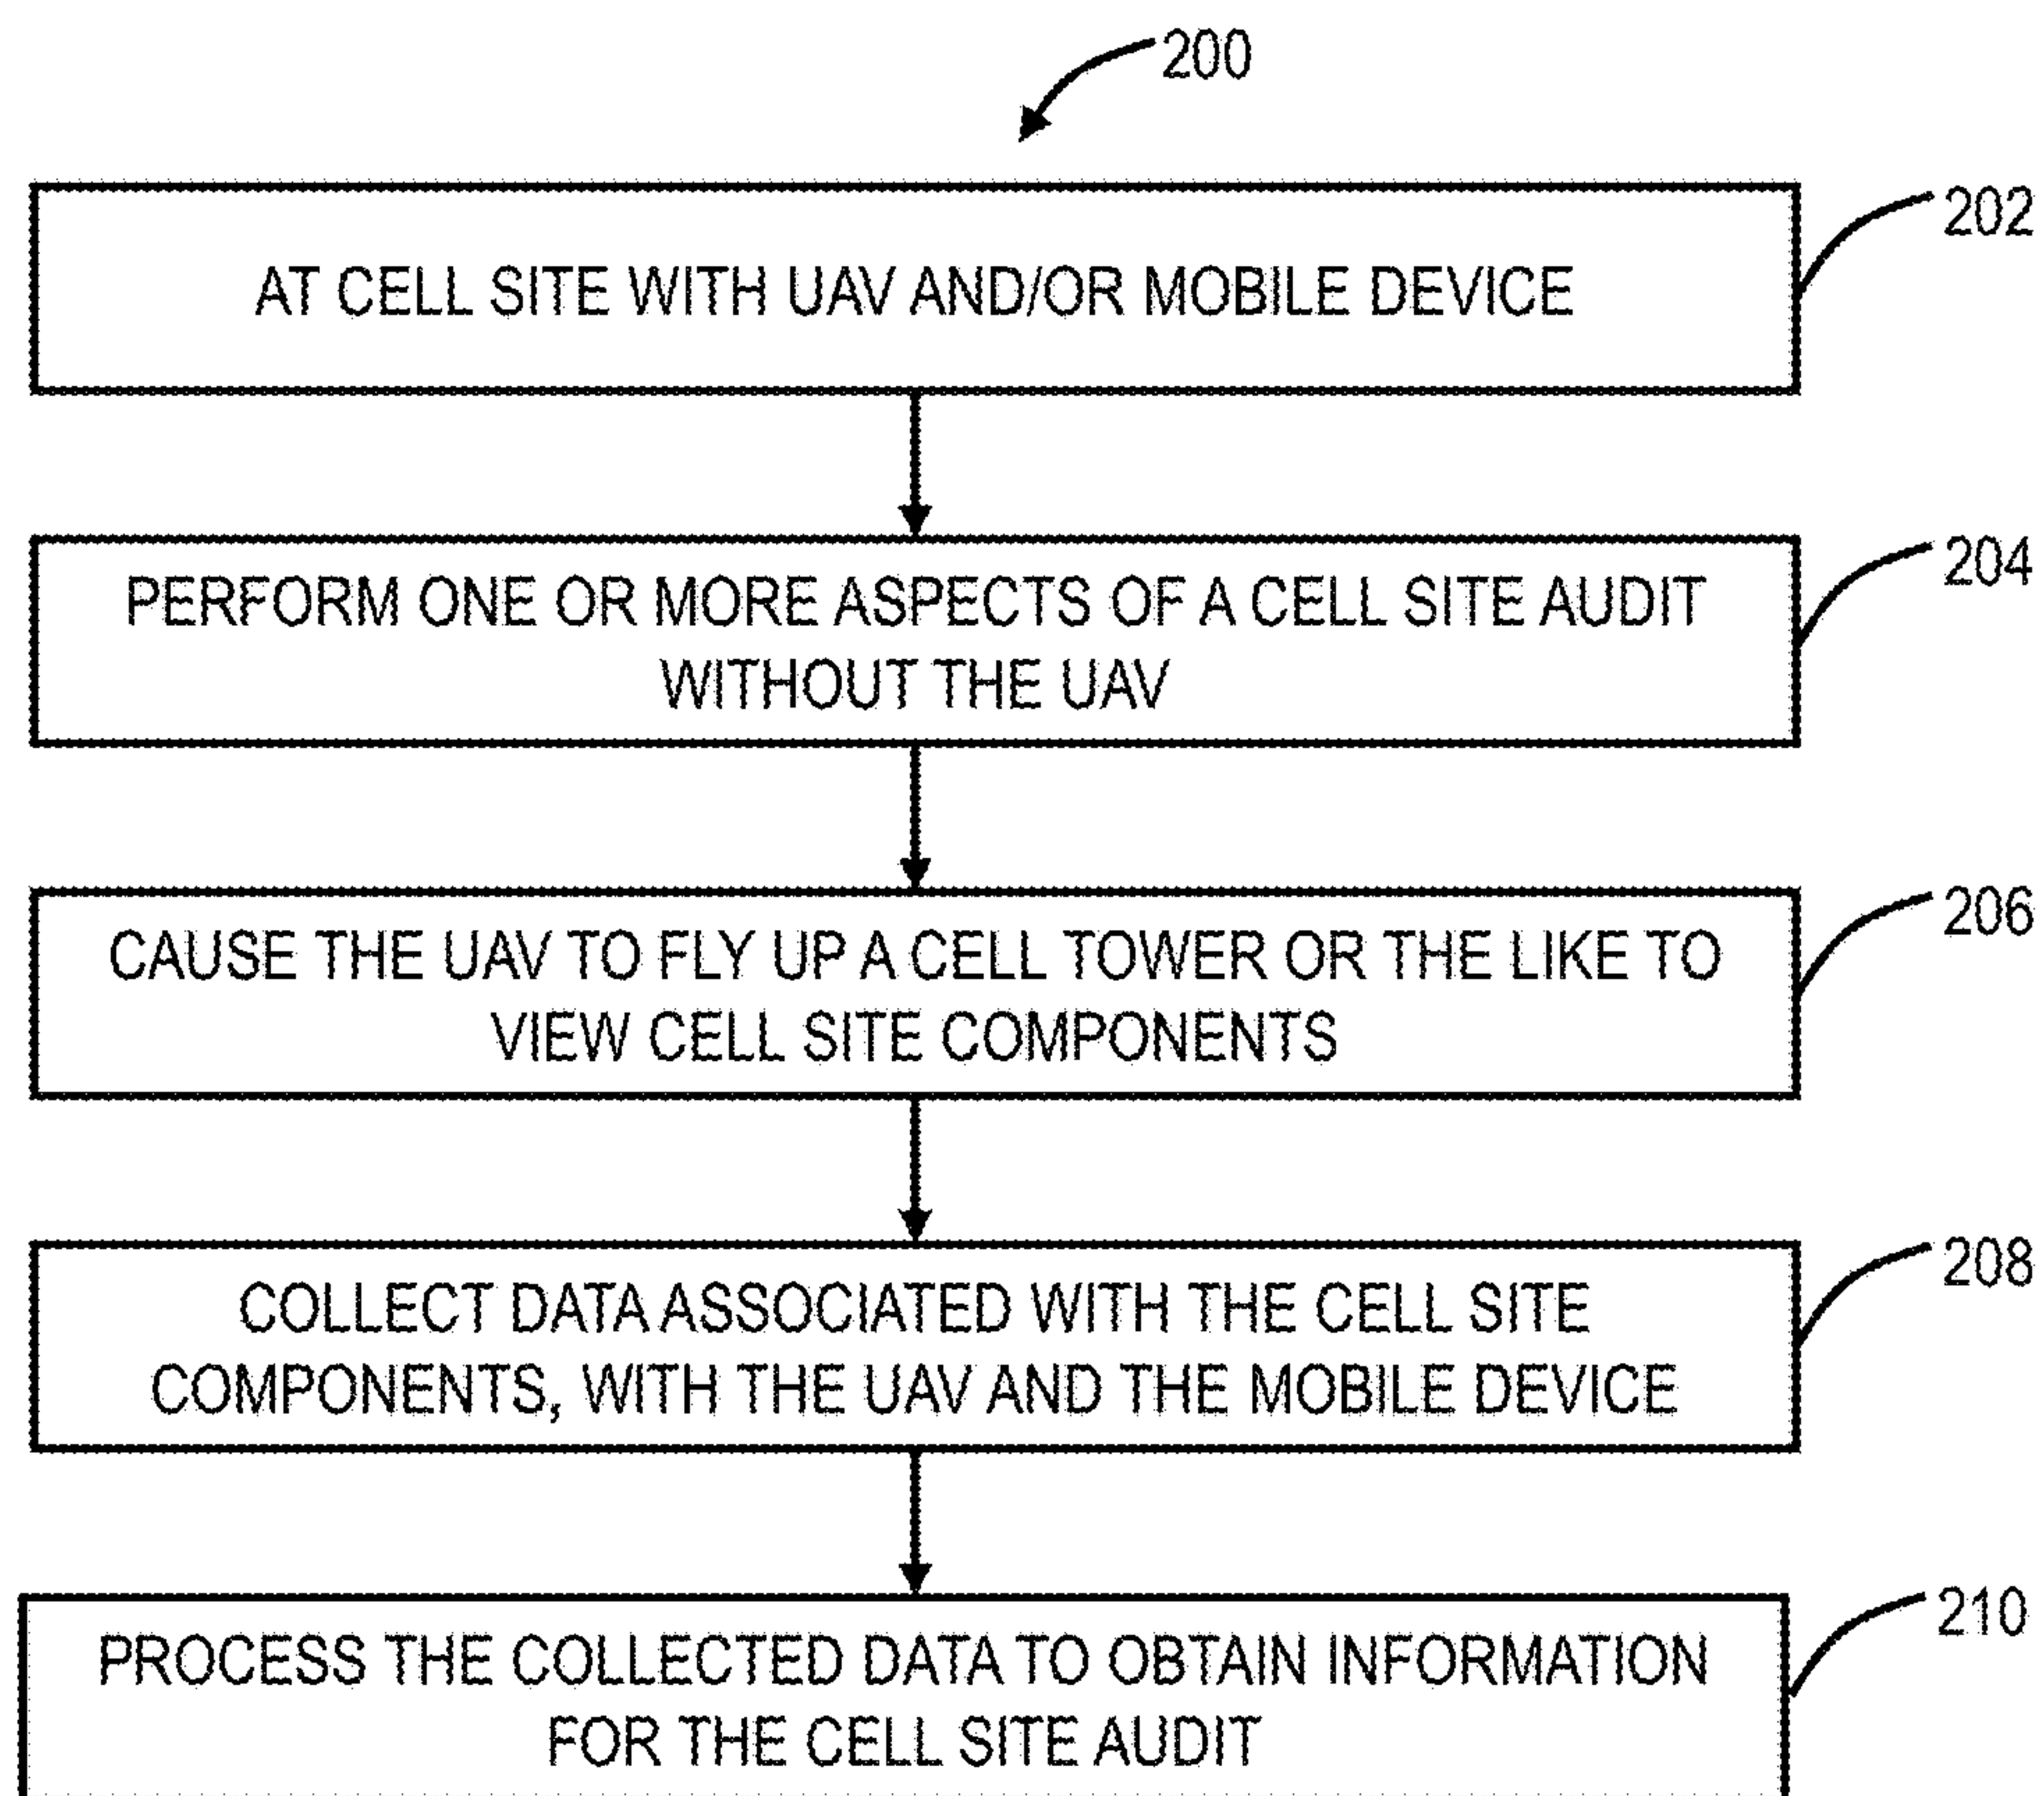 200
202
AT CELL SITE WITH UAV AND/OR MOBILE DEVICE
204
PERFORM ONE OR MORE ASPECTS OF A CELL SITE AUDIT
WITHOUT THE UAV
206
CAUSE THE UAV TO FLY UP A CELL TOWER OR THE LIKE TO
VIEW CELL SITE COMPONENTS
208
COLLECT DATA ASSOCIATED WITH THE CELL SITE
COMPONENTS, WITH THE UAV AND THE MOBILE DEVICE
210
PROCESS THE COLLECTED DATA TO OBTAIN INFORMATION
FOR THE CELL SITE AUDIT